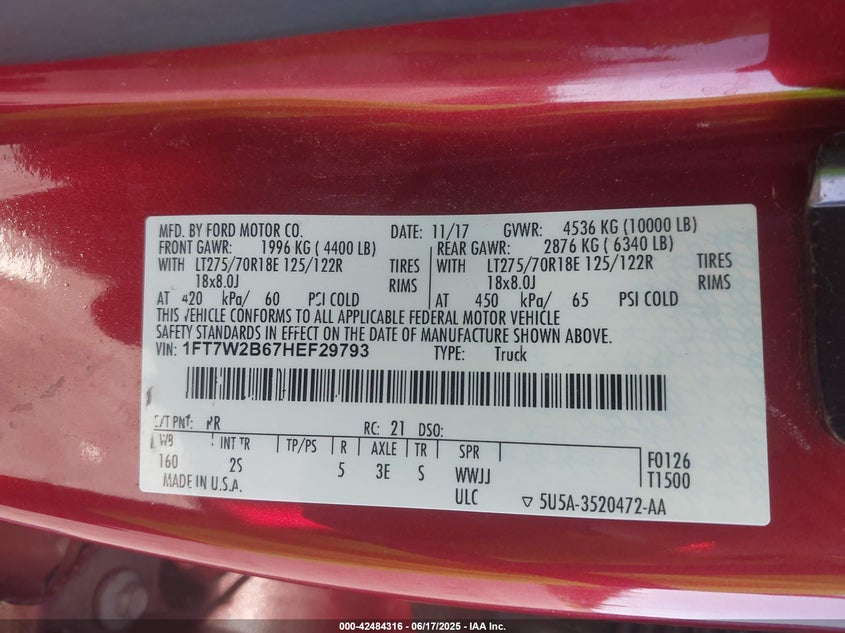 MFD. BY FORD MOTOR CO. DATE: 11/17 GVWR: 4536 KG (10000 LB)
FRONT GAWR: 1996 KG ( 4400 LB) REAR GAWR: 2876 KG ( 6340 LB)
WITH LT275/70R18E 125/122R TIRES WITH LT275/70R18E 125/122R TIRES
18x8.0J RIMS 18x8.0J RIMS
AT 420 kPa/ 60 PSI COLD AT 450 kPa/ 65 PSI COLD
THIS VEHICLE CONFORMS TO ALL APPLICABLE FEDERAL MOTOR VEHICLE
SAFETY STANDARDS IN EFFECT ON THE DATE OF MANUFACTURE SHOWN ABOVE.
VIN: 1FT7W2B67HEF29793 TYPE: Truck
PNT: RR RC: 21 DSO:
WB INT TR TP/PS R AXLE TR SPR
160 2S 5 3E S WWJJ F0126
MADE IN U.S.A. ULC T1500
▽ 5U5A-3520472-AA
000-42484316 - 06/17/2025 - IAA Inc.